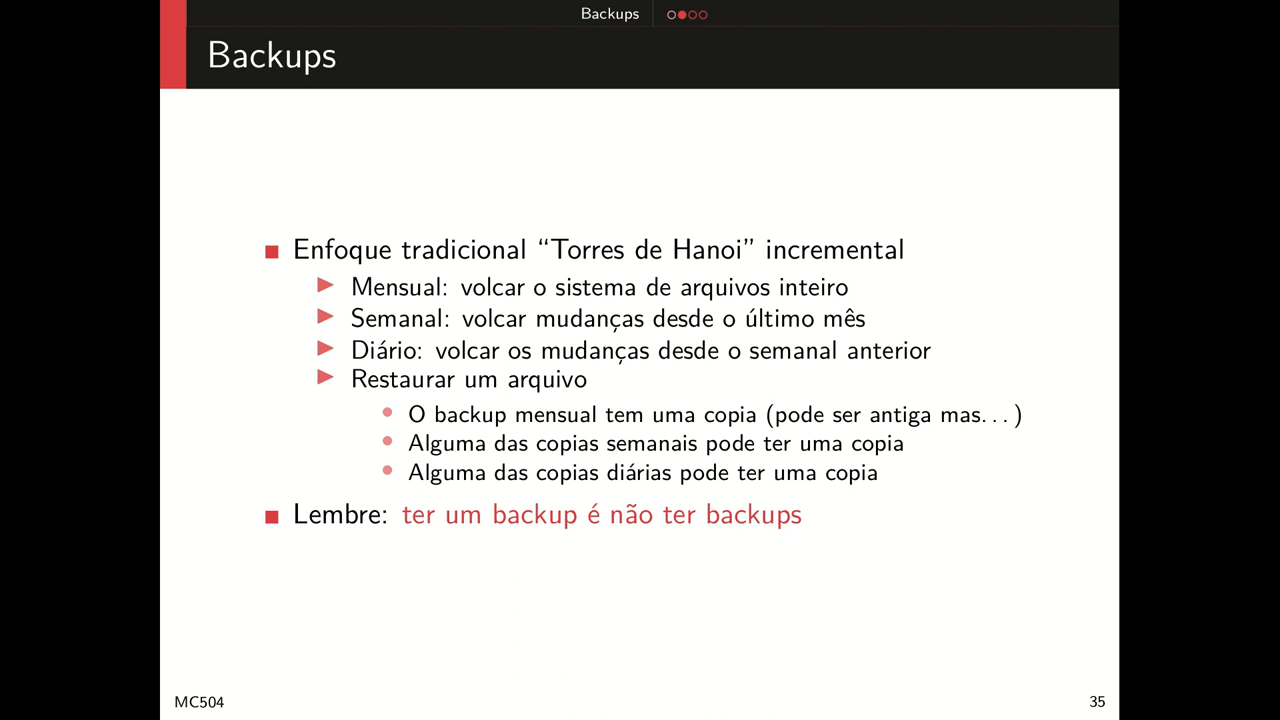 Backups
Backups
Enfoque tradicional “Torres de Hanoi” incremental
Mensual: volcar o sistema de arquivos inteiro
Semanal: volcar mudanças desde o último mês
Diário: volcar os mudanças desde o semanal anterior
Restaurar um arquivo
O backup mensual tem uma copia (pode ser antiga mas. . . )
Alguma das copias semanais pode ter uma copia
Alguma das copias diárias pode ter uma copia
Lembre: ter um backup é não ter backups
MC504
35